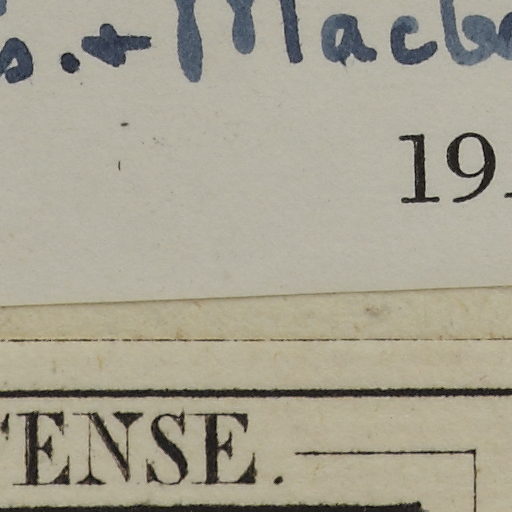 s. + Macb
19
TENSE.